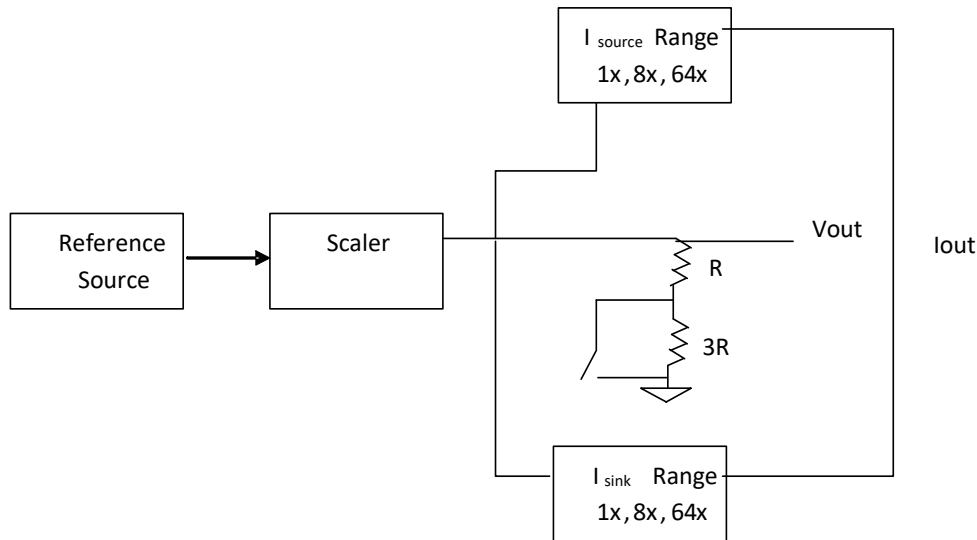 I source Range
1x, 8x, 64x
Reference
Source
Scaler
Vout
Iout
R
3R
I sink Range
1x, 8x, 64x